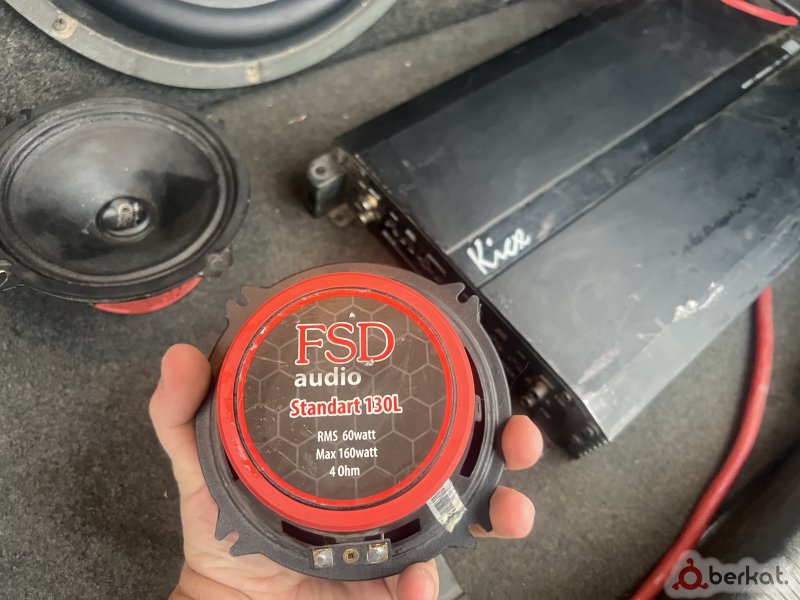 Kicx
FSD
audio
Standart 130L
RMS 60watt
Max 160watt
4 Ohm
berkat.